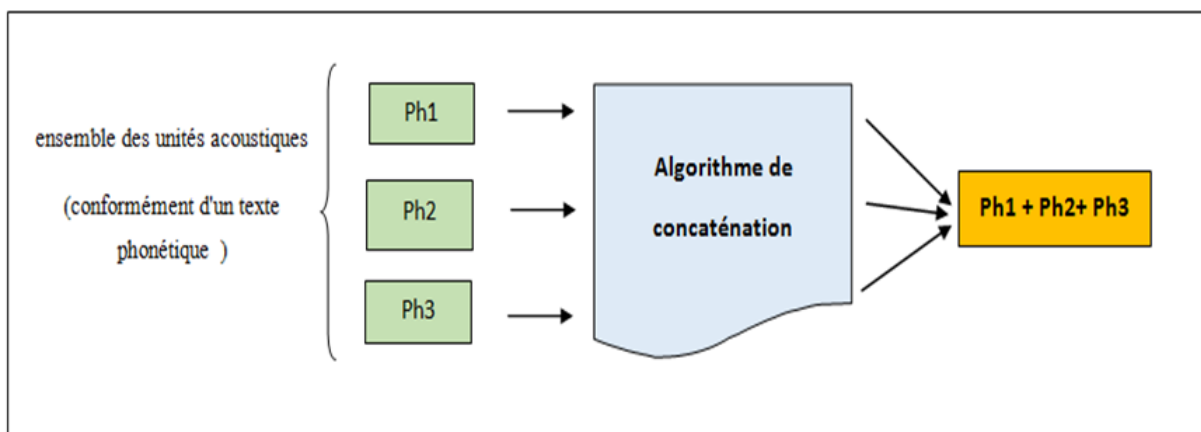 ensemble des unités acoustiques
(conformément d'un texte
phonétique )
Ph1
Ph2
Ph3
Algorithme de
concaténation
Ph1 + Ph2+ Ph3